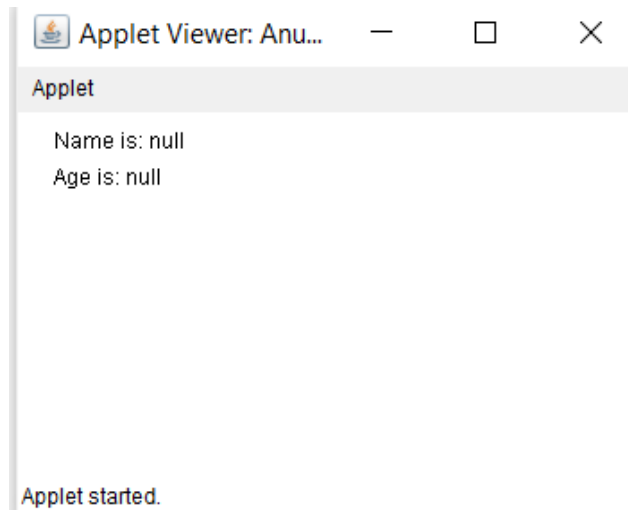 Applet Viewer: Anu...
Applet
Name is: null
Age is: null
Applet started.